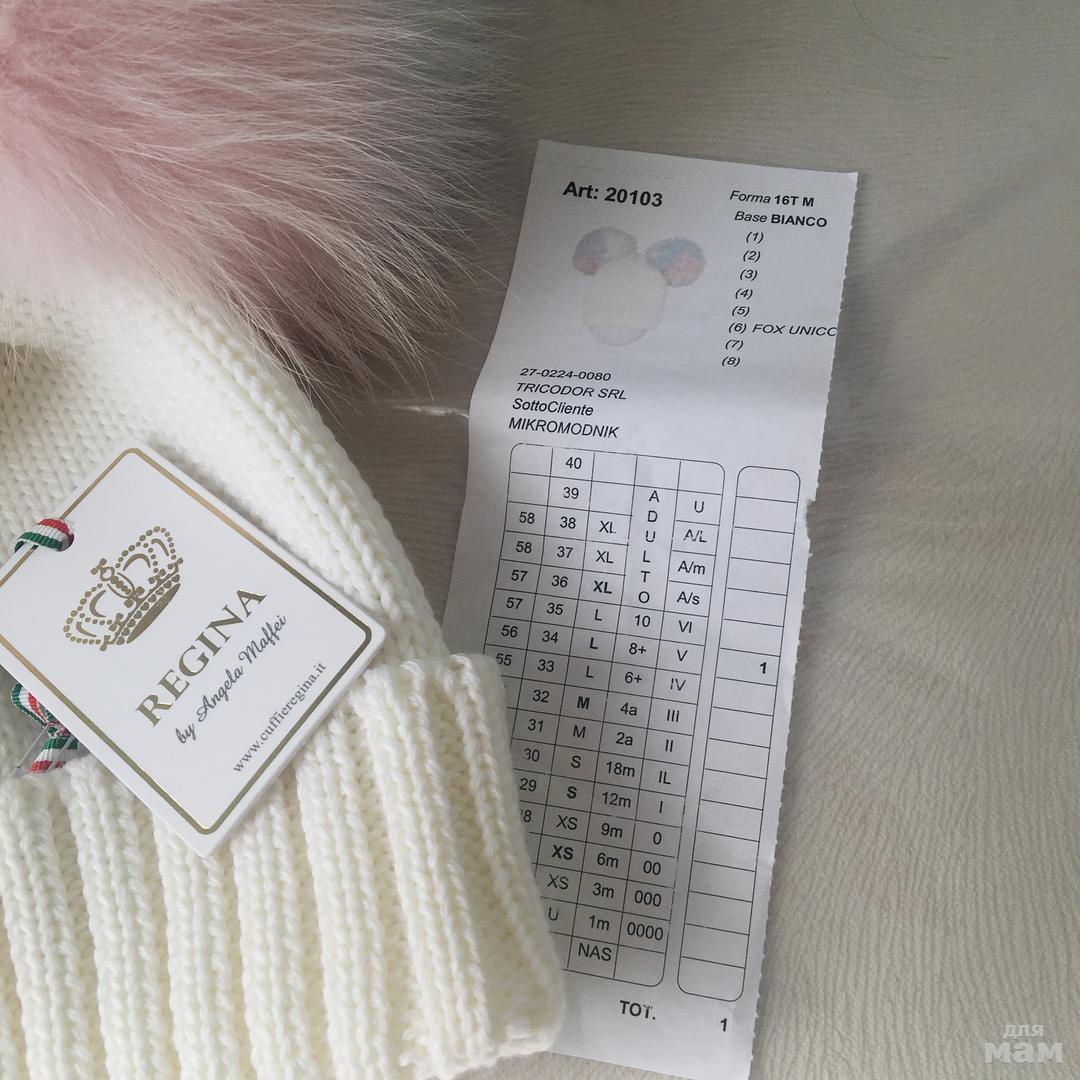 Art: 20103
Forma 16T M
Base BIANCO
(1)
(2)
(3)
(4)
(5)
(6) FOX UNICO
(7)
(8)
27-0224-0080
TRICODOR SRL
SottoCliente
MIKROMODNIK
40
39 U
58 38 XL A/L
58 37 XL A/m
57 36 XL ADULTO A/s
57 35 L 10 VI
56 34 L 8+ V
55 33 L 6+ IV 1
32 M 4a III
31 M 2a II
30 S 18m IL
29 S 12m I
XS 9m 0
XS 6m 00
XS 3m 000
U 1m 0000
NAS
TOT. 1
REGINA
by Angela Maffei
www.cuffieregina.it
для
мам